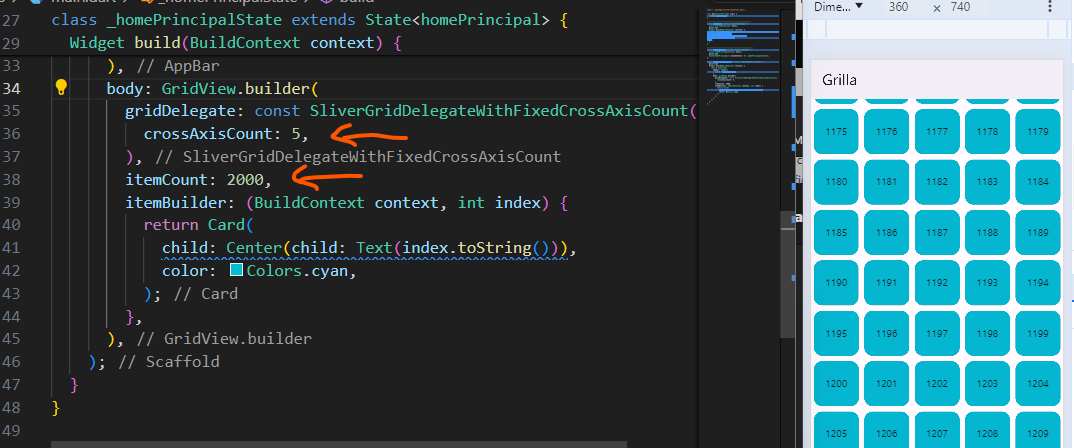 27 class _homePrincipalState extends State<homePrincipal> {
29 Widget build(BuildContext context) {
33 ), // AppBar
34 body: GridView.builder(
35 gridDelegate: const SliverGridDelegateWithFixedCrossAxisCount(
36 crossAxisCount: 5,
37 ), // SliverGridDelegateWithFixedCrossAxisCount
38 itemCount: 2000,
39 itemBuilder: (BuildContext context, int index) {
40 return Card(
41 child: Center(child: Text(index.toString())),
42 color: Colors.cyan,
43 ); // Card
44 },
45 ), // GridView.builder
46 ); // Scaffold
47 }
48 }
49
Dime... 360 × 740
Grilla
1175 1176 1177 1178 1179
1180 1181 1182 1183 1184
1185 1186 1187 1188 1189
1190 1191 1192 1193 1194
1195 1196 1197 1198 1199
1200 1201 1202 1203 1204
1205 1206 1207 1208 1209